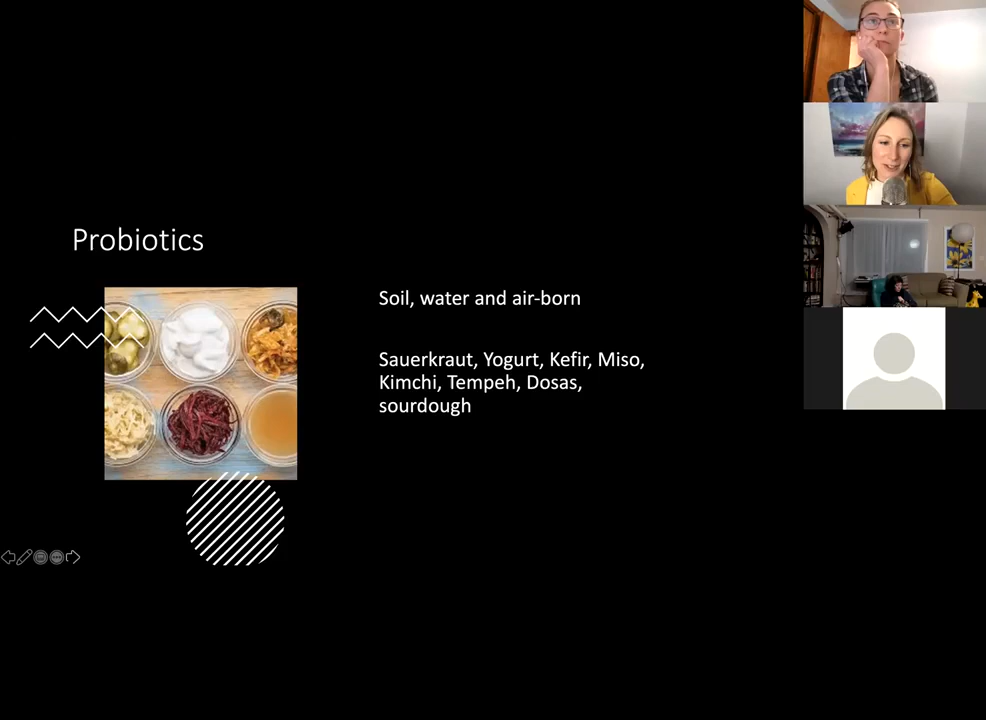 Probiotics
Soil, water and air-born
Sauerkraut, Yogurt, Kefir, Miso,
Kimchi, Tempeh, Dosas,
sourdough